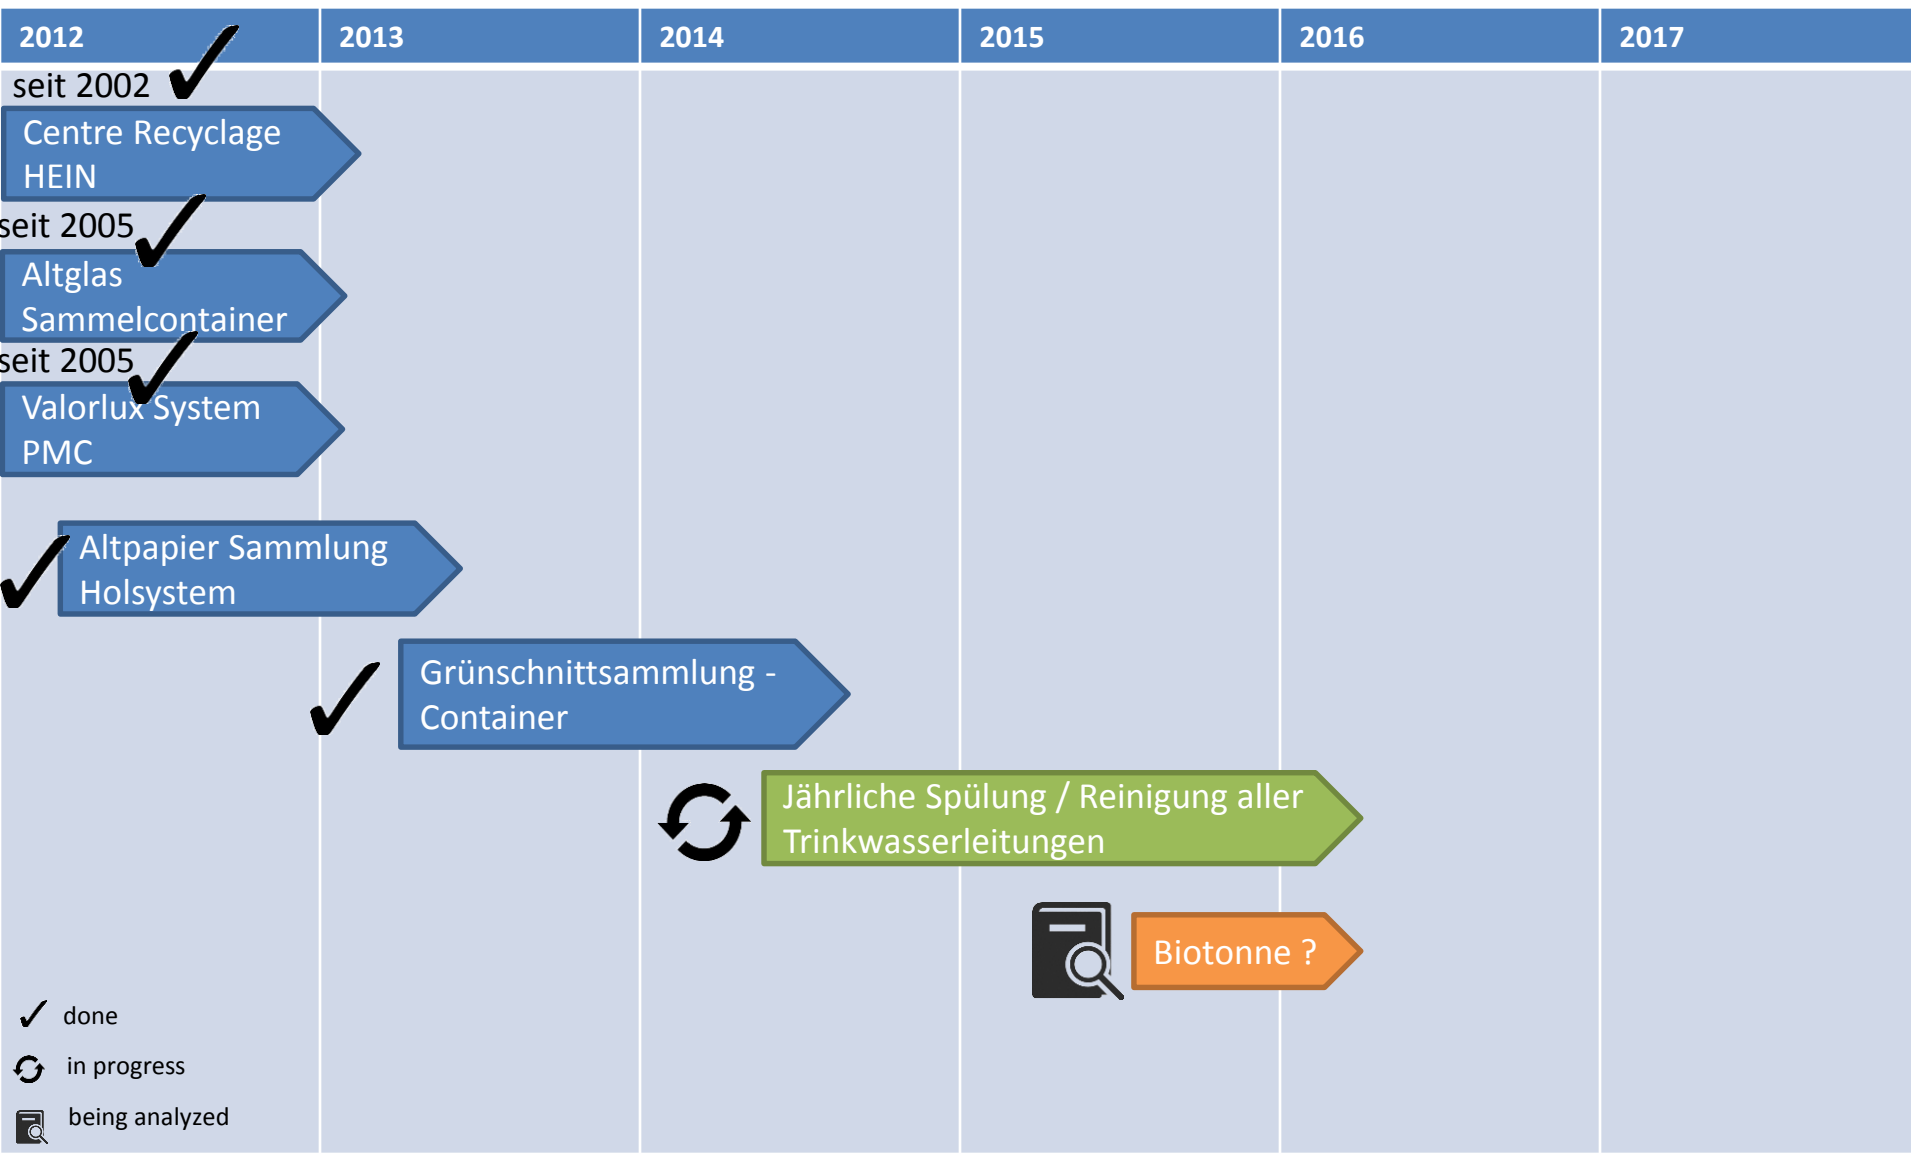 2012 2013 2014 2015 2016 2017
seit 2002
Centre Recyclage
HEIN
seit 2005
Altglas
Sammelcontainer
seit 2005
Valorlux System
PMC
Altpapier Sammlung
Holsystem
Grünschnittsammlung -
Container
Jährliche Spülung / Reinigung aller
Trinkwasserleitungen
Biotonne ?
done
in progress
being analyzed